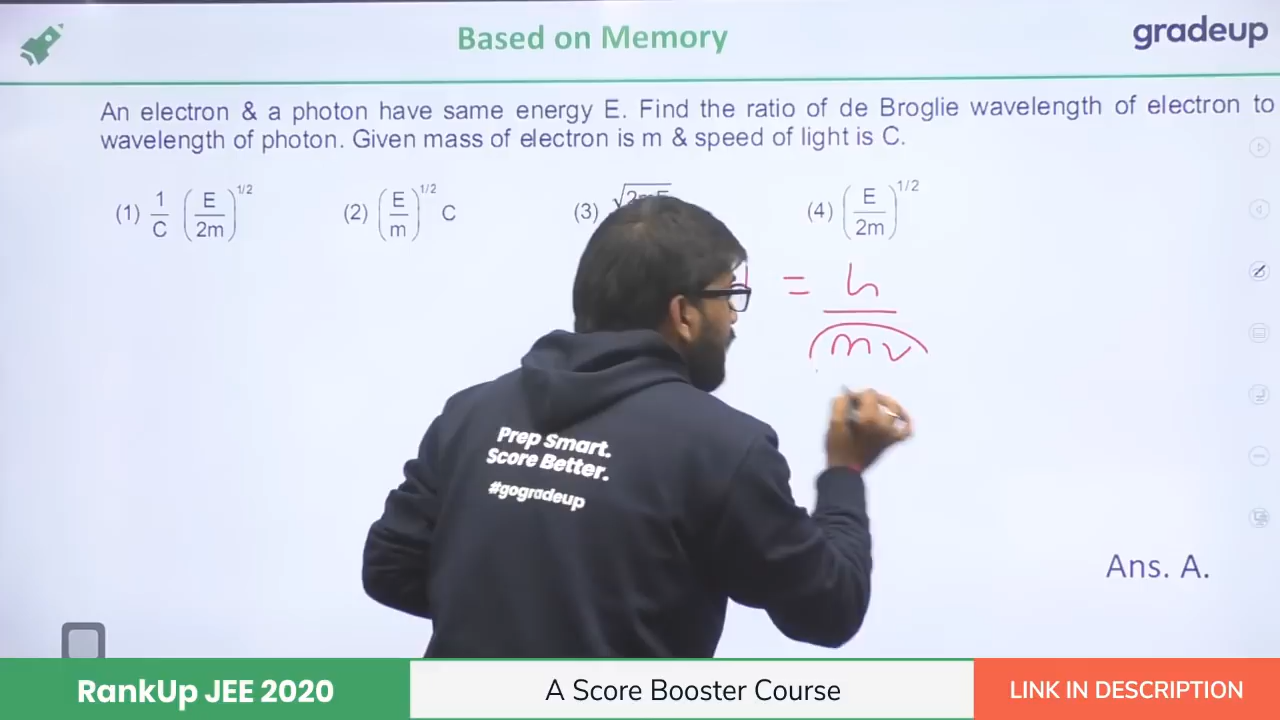 Based on Memory
gradeup
An electron & a photon have same energy E. Find the ratio of de Broglie wavelength of electron to
wavelength of photon. Given mass of electron is m & speed of light is C.
(1) 1/C (E/2m)^1/2 (2) (E/m)^1/2 C (3) (4) (E/2m)^1/2
= h
mv
Prep Smart.
Score Better.
#gogradeup
Ans. A.
RankUp JEE 2020
A Score Booster Course
LINK IN DESCRIPTION